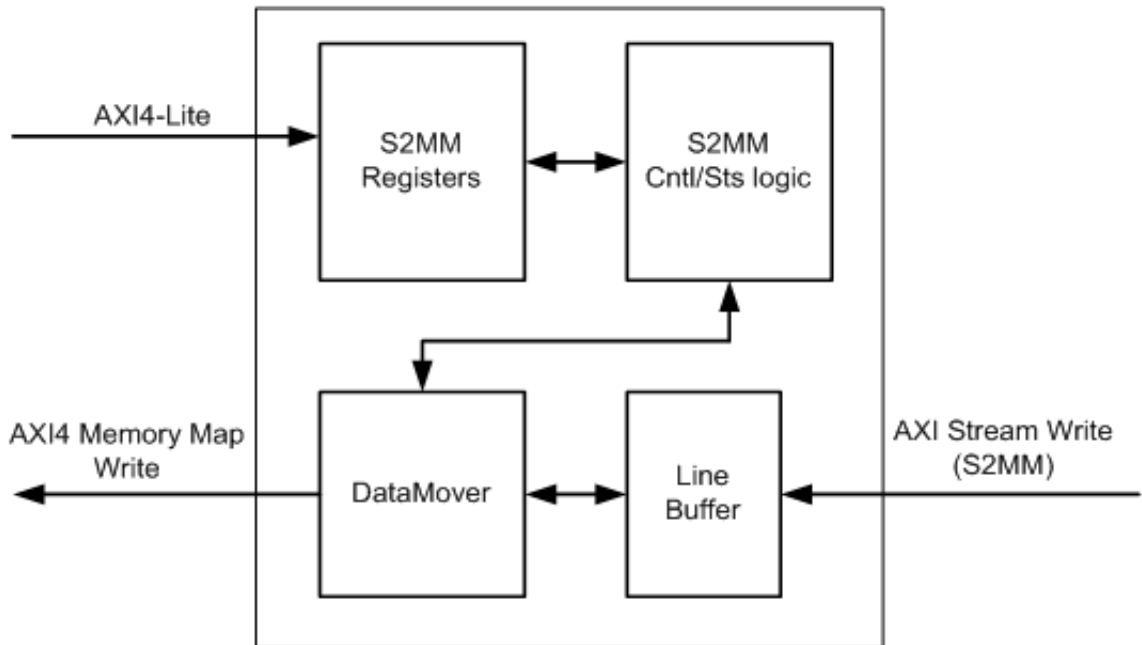 AXI4-Lite
S2MM
Registers
S2MM
Cntl/Sts logic
AXI4 Memory Map
Write
DataMover
Line
Buffer
AXI Stream Write
(S2MM)